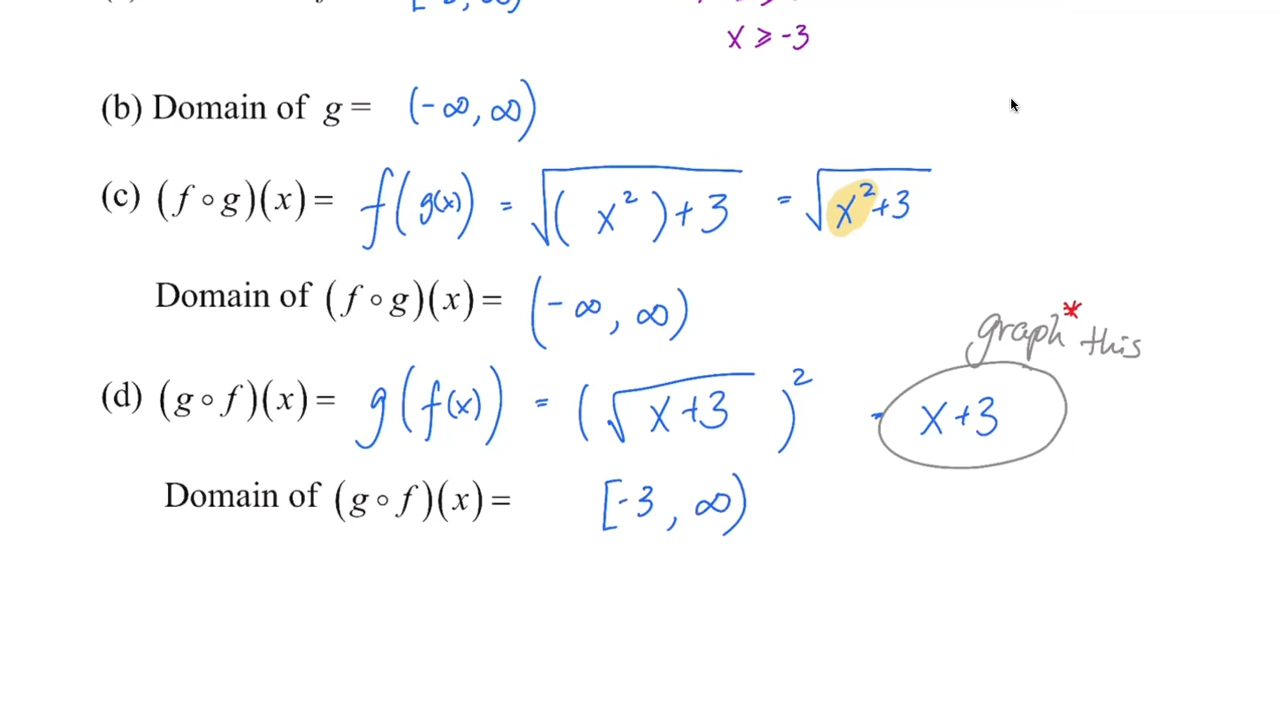 x ≥ -3
(b) Domain of g = (-∞, ∞)
(c) (f ∘ g)(x) = f(g(x)) = √((x²)+3) = √(x²+3)
Domain of (f ∘ g)(x) = (-∞, ∞)
graph* this
(d) (g ∘ f)(x) = g(f(x)) = (√(x+3))² = x+3
Domain of (g ∘ f)(x) = [-3, ∞)